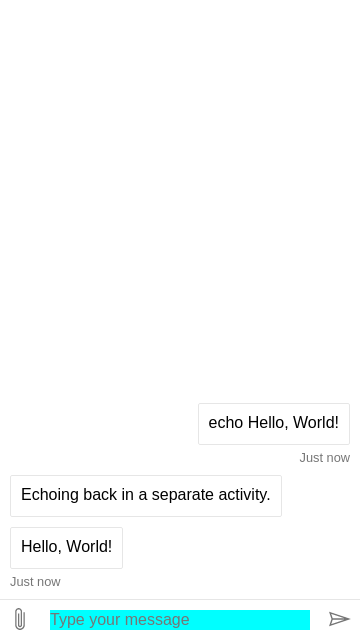 echo Hello, World!
Just now
Echoing back in a separate activity.
Hello, World!
Just now
Type your message